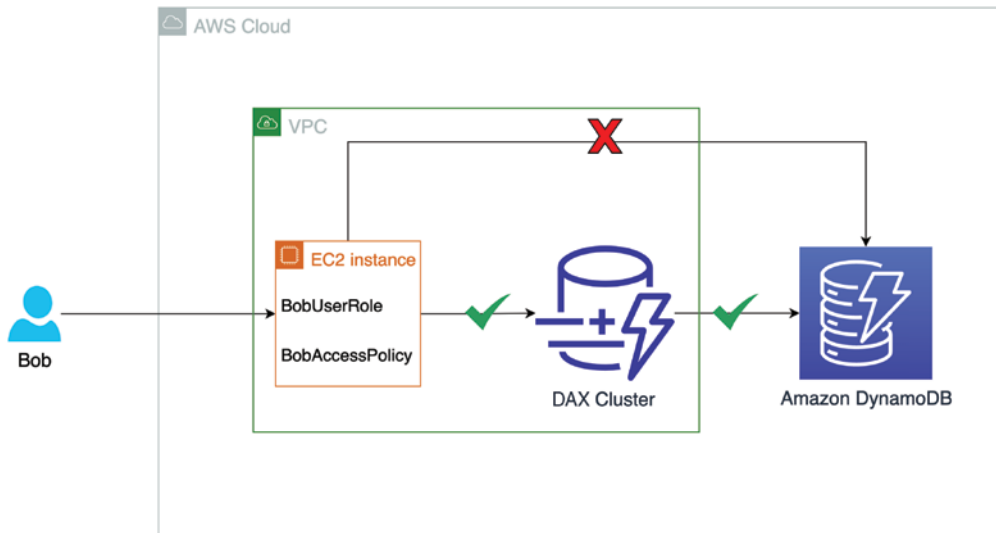 AWS Cloud
VPC
X
EC2 instance
BobUserRole
BobAccessPolicy
Bob
DAX Cluster
Amazon DynamoDB